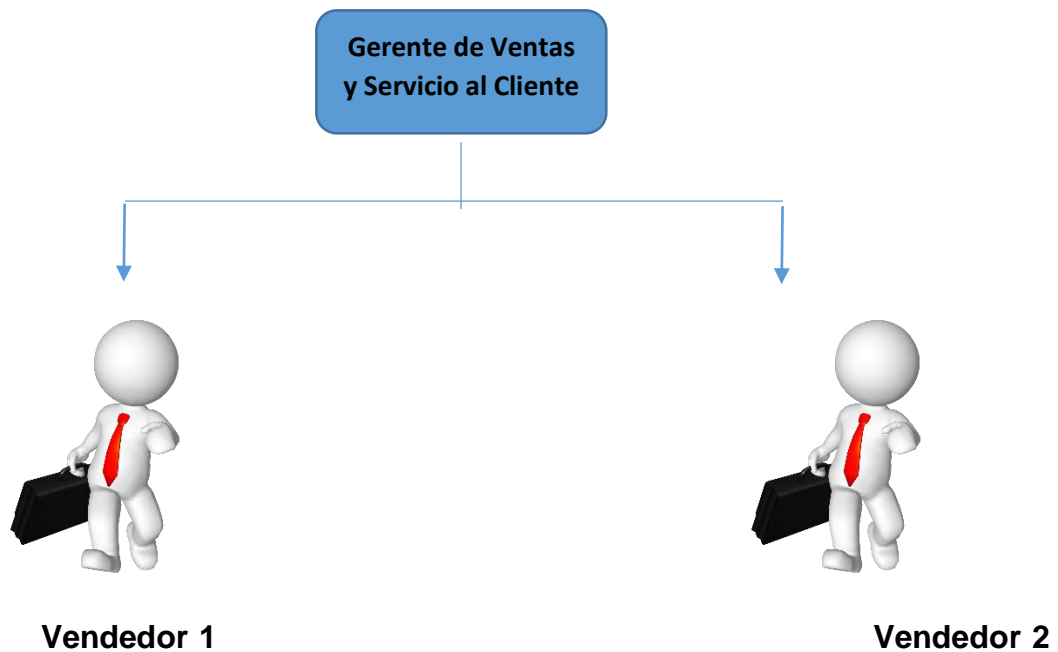 Gerente de Ventas
y Servicio al Cliente
Vendedor 1
Vendedor 2